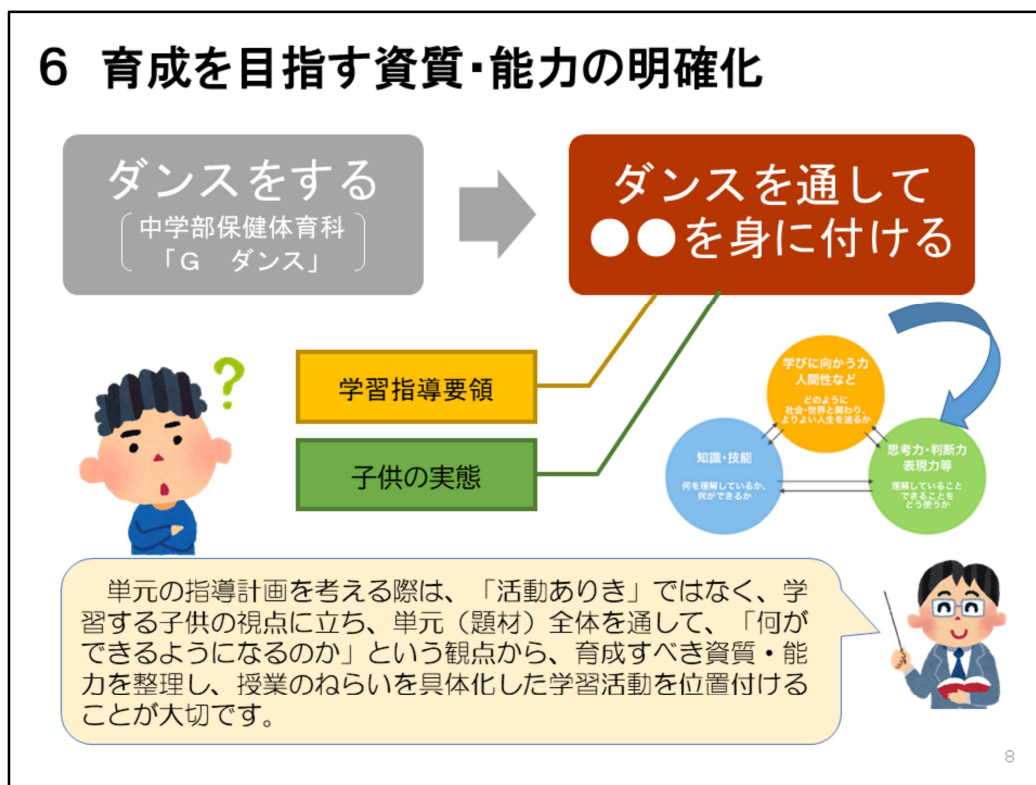 6 育成を目指す資質・能力の明確化
ダンスをする
中学部保健体育科
「G ダンス」
ダンスを通して
●●を身に付ける
学習指導要領
子供の実態
?
学びに向かう力
人間性など
どのように
社会・世界と関わり、
よりよい人生を送るか
知識・技能
何を理解しているか、
何ができるか
思考力・判断力
表現力等
理解していること
できることを
どう使うか
単元の指導計画を考える際は、「活動ありき」ではなく、学
習する子供の視点に立ち、単元（題材）全体を通して、「何が
できるようになるのか」という観点から、育成すべき資質・能
力を整理し、授業のねらいを具体化した学習活動を位置付ける
ことが大切です。
8